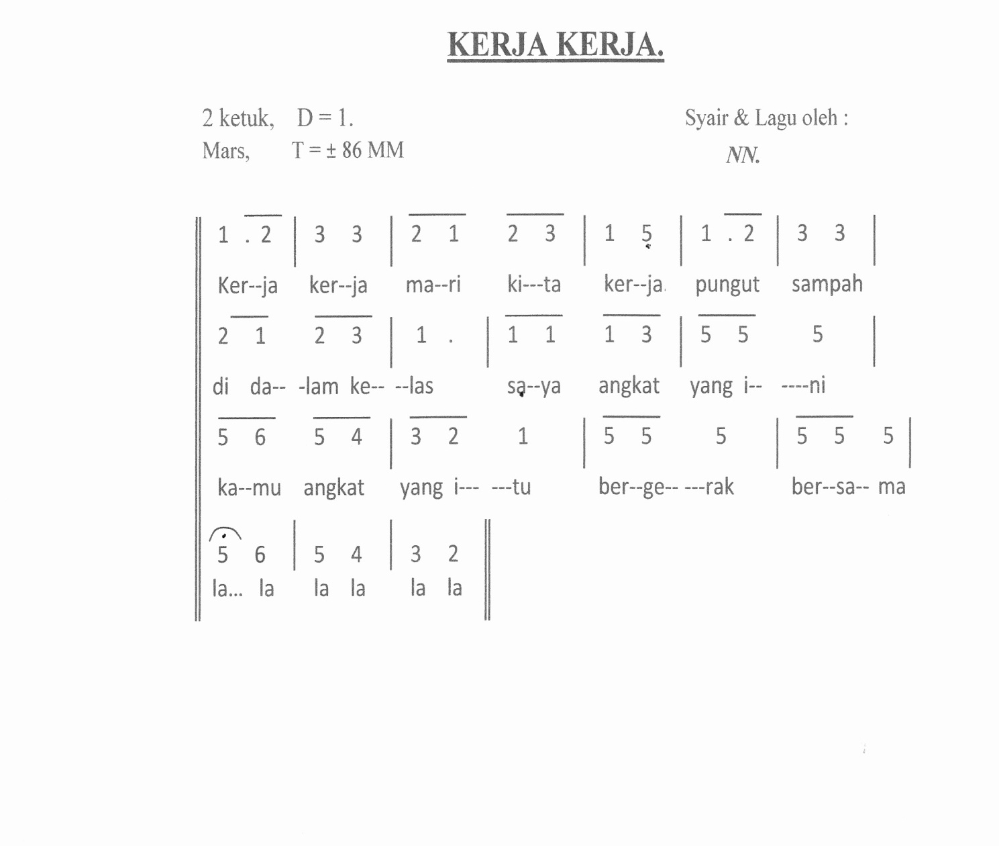 KERJA KERJA.
2 ketuk, D = 1. Syair & Lagu oleh :
Mars, T = ± 86 MM NN.
1 . 2 | 3 3 | 2 1 2 3 | 1 5 | 1 . 2 | 3 3 |
Ker--ja ker--ja ma--ri ki---ta ker--ja. pungut sampah
2 1 2 3 | 1 . | 1 1 1 3 | 5 5 5 |
di da-- -lam ke-- --las sa--ya angkat yang i-- ----ni
5 6 5 4 | 3 2 1 | 5 5 5 | 5 5 5 |
ka--mu angkat yang i--- ---tu ber--ge-- ---rak ber--sa-- ma
5 6 | 5 4 | 3 2
la... la la la la la